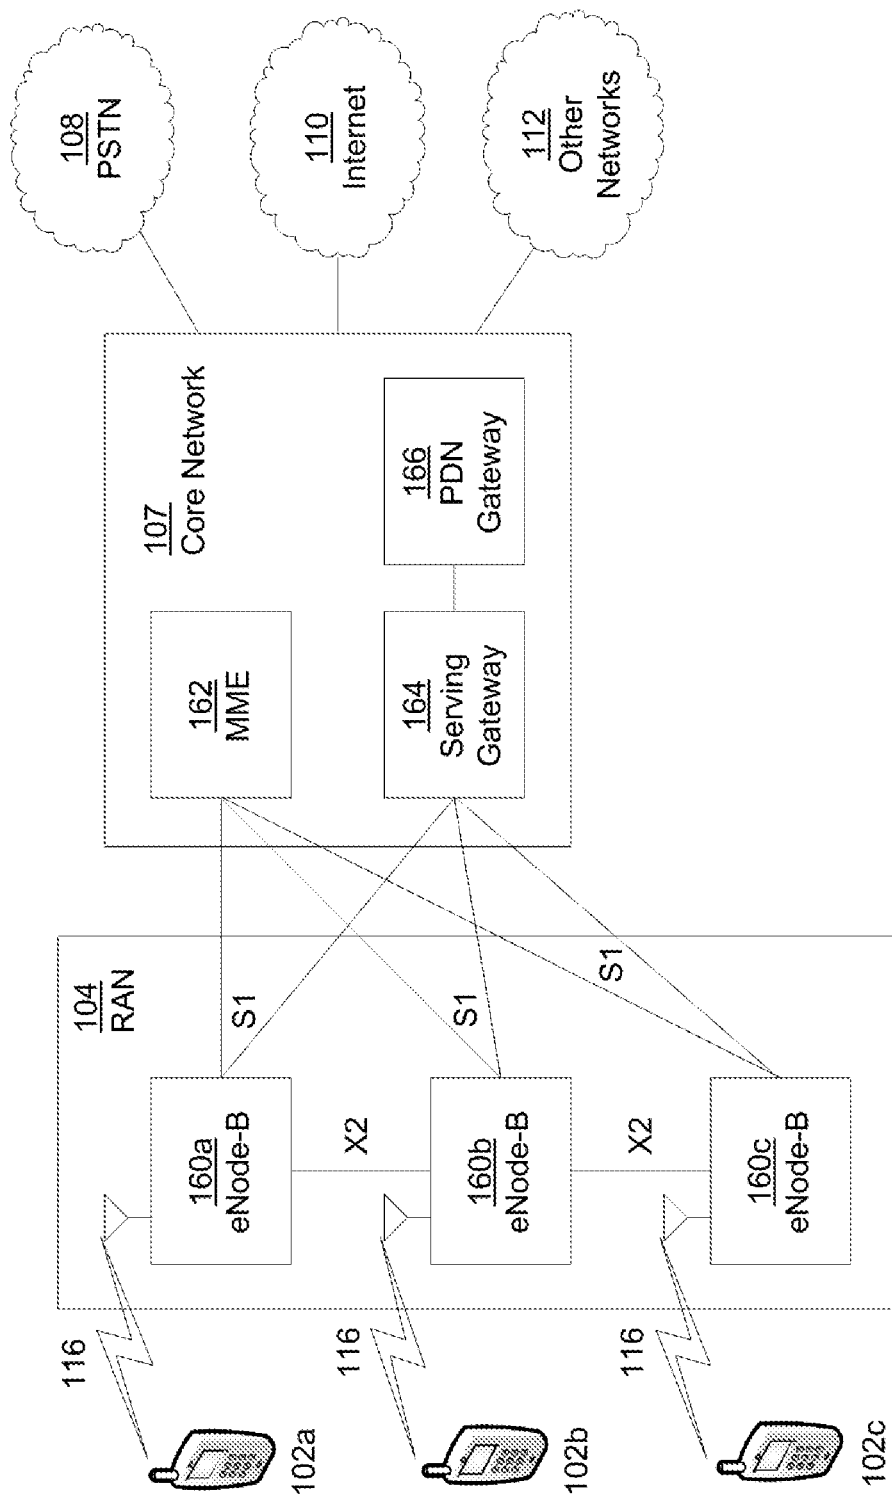 108
PSTN
110
Internet
112
Other
Networks
107
Core Network
162
MME
164
Serving
Gateway
166
PDN
Gateway
104
RAN
S1
S1
S1
160a
eNode-B
X2
160b
eNode-B
X2
160c
eNode-B
116
116
116
102a
102b
102c